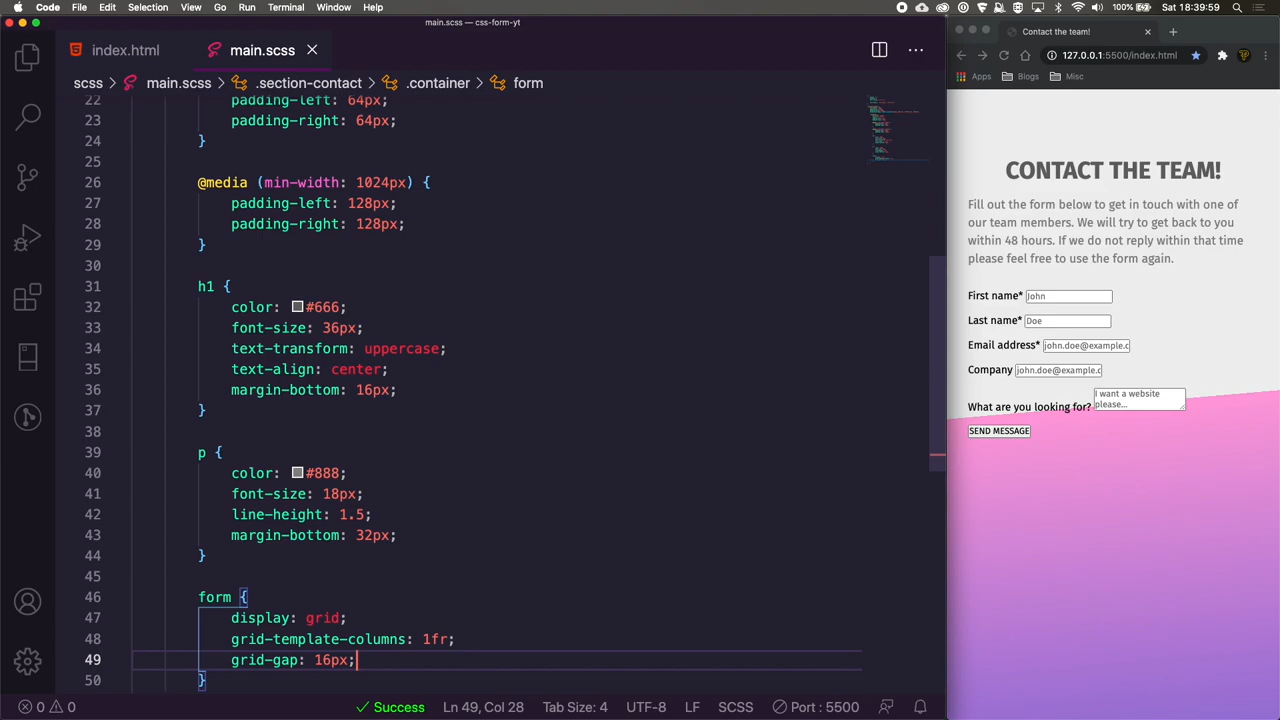 Code File Edit Selection View Go Run Terminal Window Help
100% Sat 18:39:59
main.scss — css-form-yt
index.html main.scss
scss main.scss .section-contact .container form
22 padding-left: 64px;
23 padding-right: 64px;
24 }
25
26 @media (min-width: 1024px) {
27 padding-left: 128px;
28 padding-right: 128px;
29 }
30
31 h1 {
32 color: #666;
33 font-size: 36px;
34 text-transform: uppercase;
35 text-align: center;
36 margin-bottom: 16px;
37 }
38
39 p {
40 color: #888;
41 font-size: 18px;
42 line-height: 1.5;
43 margin-bottom: 32px;
44 }
45
46 form {
47 display: grid;
48 grid-template-columns: 1fr;
49 grid-gap: 16px;
50 }
0 0 Success Ln 49, Col 28 Tab Size: 4 UTF-8 LF SCSS Port : 5500
Contact the team!
127.0.0.1:5500/index.html
Apps Blogs Misc
CONTACT THE TEAM!
Fill out the form below to get in touch with one of
our team members. We will try to get back to you
within 48 hours. If we do not reply within that time
please feel free to use the form again.
First name* John
Last name* Doe
Email address* john.doe@example.c
Company john.doe@example.c
What are you looking for? I want a website
please...
SEND MESSAGE